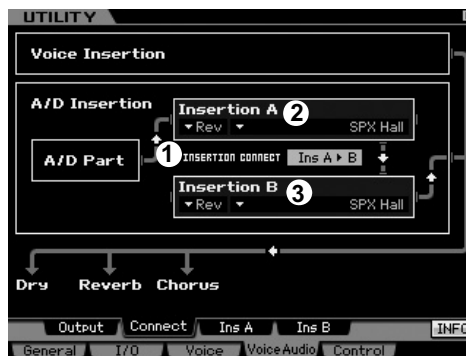 UTILITY
Voice Insertion
A/D Insertion
Insertion A 2
Rev SPX Hall
1 INSERTION CONNECT Ins A ▸ B
A/D Part
Insertion B 3
Rev SPX Hall
Dry Reverb Chorus
Output Connect Ins A Ins B INFO
General I/O Voice Voice Audio Control